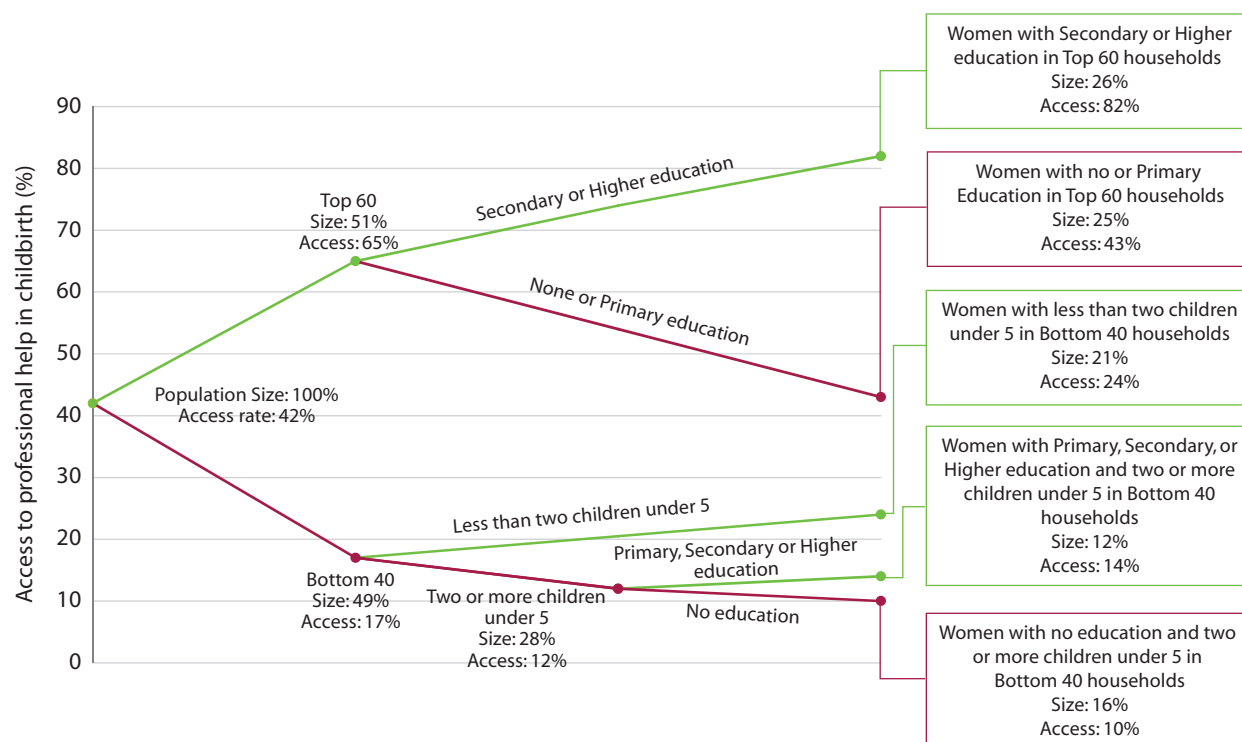 Access to professional help in childbirth (%)
90
80
70
60
50
40
30
20
10
0
Population Size: 100%
Access rate: 42%
Top 60
Size: 51%
Access: 65%
Secondary or Higher education
None or Primary education
Bottom 40
Size: 49%
Access: 17%
Less than two children under 5
Two or more children
under 5
Size: 28%
Access: 12%
Primary, Secondary or Higher
education
No education
Women with Secondary or Higher
education in Top 60 households
Size: 26%
Access: 82%
Women with no or Primary
Education in Top 60 households
Size: 25%
Access: 43%
Women with less than two children
under 5 in Bottom 40 households
Size: 21%
Access: 24%
Women with Primary, Secondary, or
Higher education and two or more
children under 5 in Bottom 40
households
Size: 12%
Access: 14%
Women with no education and two
or more children under 5 in
Bottom 40 households
Size: 16%
Access: 10%